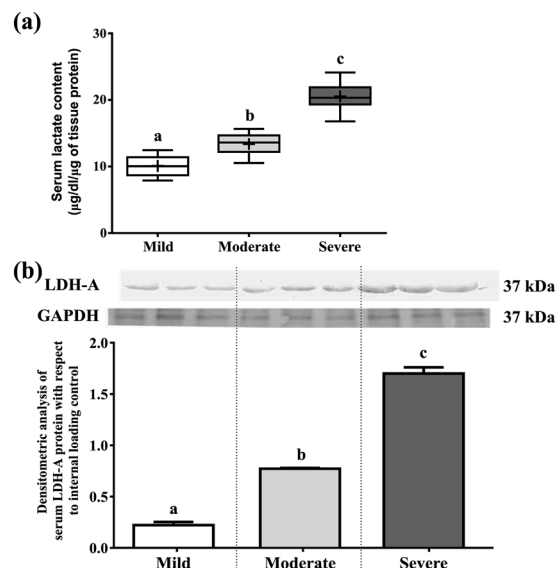 (a)
Serum lactate content
(μg/dl/μg of tissue protein)
30
20
10
0
a
b
c
Mild
Moderate
Severe
(b)
LDH-A
37 kDa
GAPDH
37 kDa
Densitometric analysis of
serum LDH-A protein with respect
to internal loading control
2.0
1.5
1.0
0.5
0.0
a
b
c
Mild
Moderate
Severe